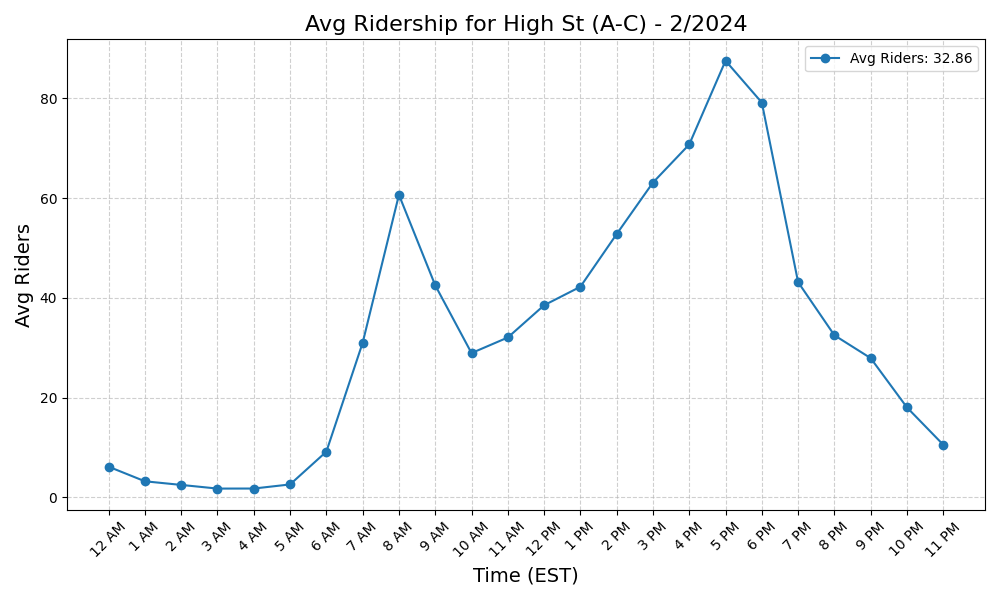 Avg Ridership for High St (A-C) - 2/2024
Avg Riders: 32.86
Avg Riders
80
60
40
20
0
12 AM
1 AM
2 AM
3 AM
4 AM
5 AM
6 AM
7 AM
8 AM
9 AM
10 AM
11 AM
12 PM
1 PM
2 PM
3 PM
4 PM
5 PM
6 PM
7 PM
8 PM
9 PM
10 PM
11 PM
Time (EST)